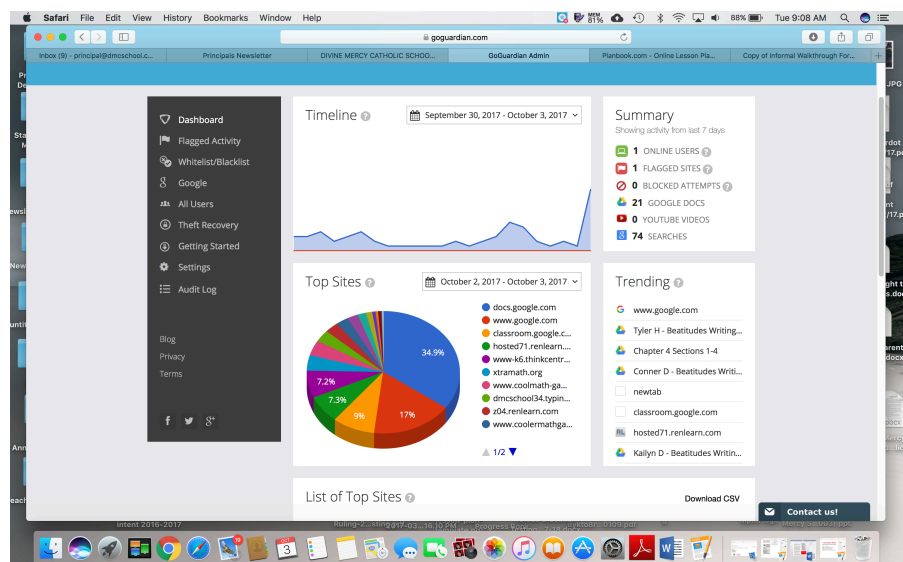 Safari File Edit View History Bookmarks Window Help
MEM 81%
88% Tue 9:08 AM
goguardian.com
Inbox (9) - principal@dmcschool.c...
Principals Newsletter
DIVINE MERCY CATHOLIC SCHOO...
GoGuardian Admin
Planbook.com - Online Lesson Pla...
Copy of Informal Walkthrough For...
Dashboard
Flagged Activity
Whitelist/Blacklist
Google
All Users
Theft Recovery
Getting Started
Settings
Audit Log
Blog
Privacy
Terms
Timeline
September 30, 2017 - October 3, 2017
Summary
Showing activity from last 7 days
1 ONLINE USERS
1 FLAGGED SITES
0 BLOCKED ATTEMPTS
21 GOOGLE DOCS
0 YOUTUBE VIDEOS
74 SEARCHES
Top Sites
October 2, 2017 - October 3, 2017
34.9%
17%
9%
7.3%
7.2%
docs.google.com
www.google.com
classroom.google.c...
hosted71.renlearn....
www-k6.thinkcentr...
xtramath.org
www.coolmath-ga...
dmcschool34.typin...
z04.renlearn.com
www.coolermathga...
1/2
Trending
www.google.com
Tyler H - Beatitudes Writing...
Chapter 4 Sections 1-4
Conner D - Beatitudes Writi...
newtab
classroom.google.com
hosted71.renlearn.com
Kailyn D - Beatitudes Writin...
List of Top Sites
Download CSV
Contact us!
intent 2016-2017